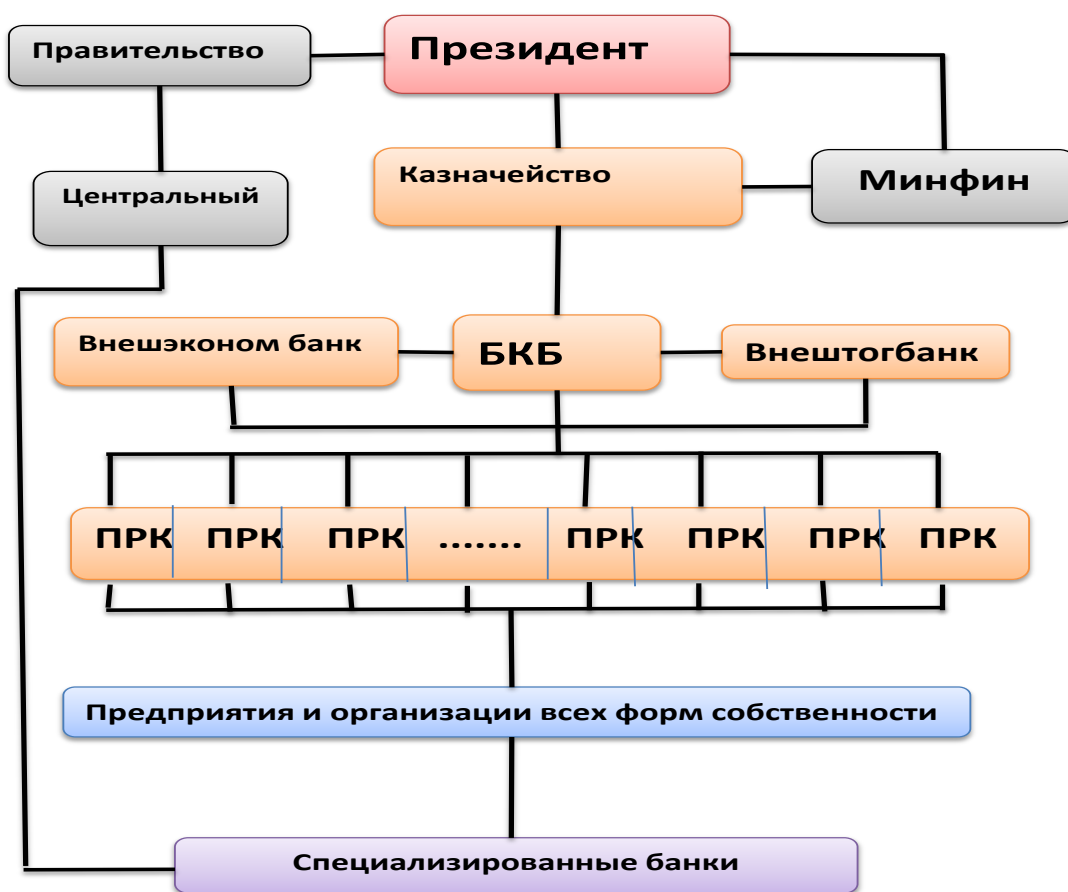 Правительство
Президент
Казначейство
Минфин
Центральный
Внешэконом банк
БКБ
Внештогбанк
ПРК ПРК ПРК ....... ПРК ПРК ПРК ПРК
Предприятия и организации всех форм собственности
Специализированные банки